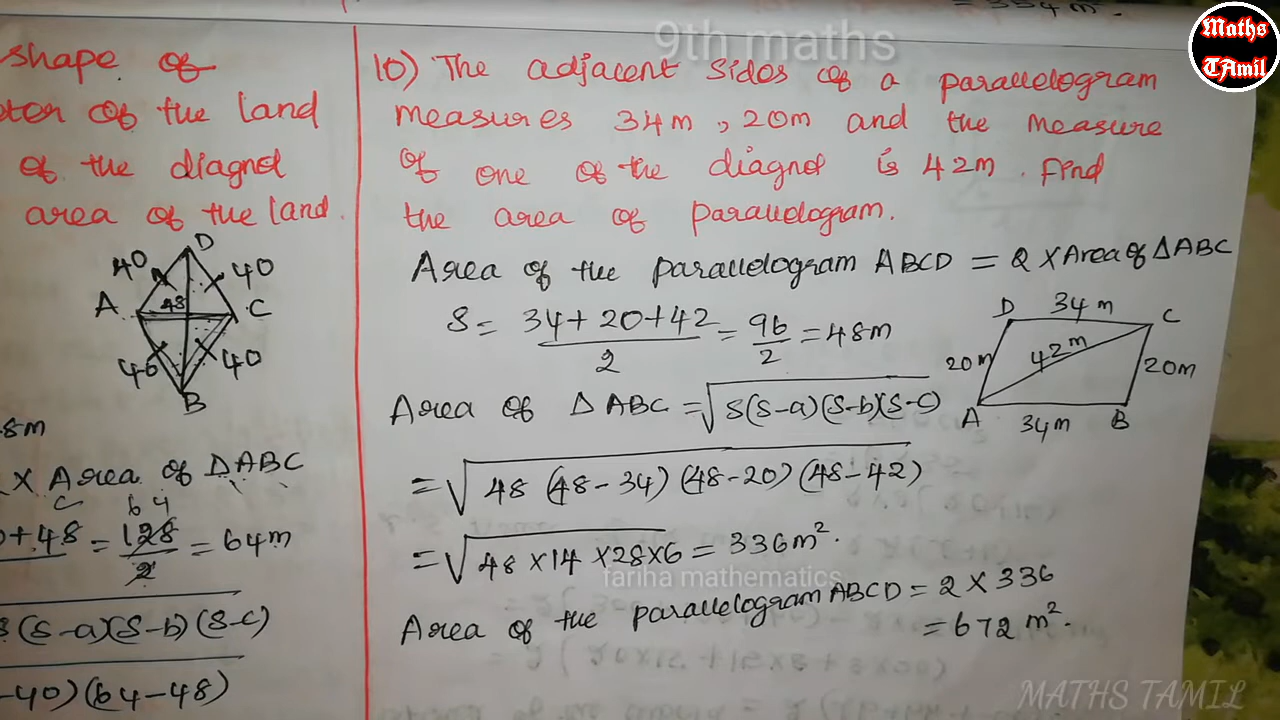 = 334 m.
9th maths
Maths
TAmil
shape of
of the land
of the diagnol
area of the land.
D
40
40
A
48
C
40
40
B
8m
X Area of ΔABC
64
+48 = 128 = 64m
2
(S-a)(S-b)(S-c)
-40)(64-48)
10) The adjacent sides of a parallelogram
measures 34m, 20m and the measure
of one of the diagnol is 42m. Find
the area of parallelogram.
Area of the parallelogram ABCD = 2 X Area of ΔABC
S = 34+20+42 = 96 = 48m
2 2
D 34 m C
20m 42m 20m
A 34m B
Area of ΔABC = √S(S-a)(S-b)(S-c)
= √48 (48-34) (48-20) (48-42)
= √48 X14 X28X6 = 336m².
fariha mathematics
Area of the parallelogram ABCD = 2 X 336
= 672 m².
MATHS TAMIL